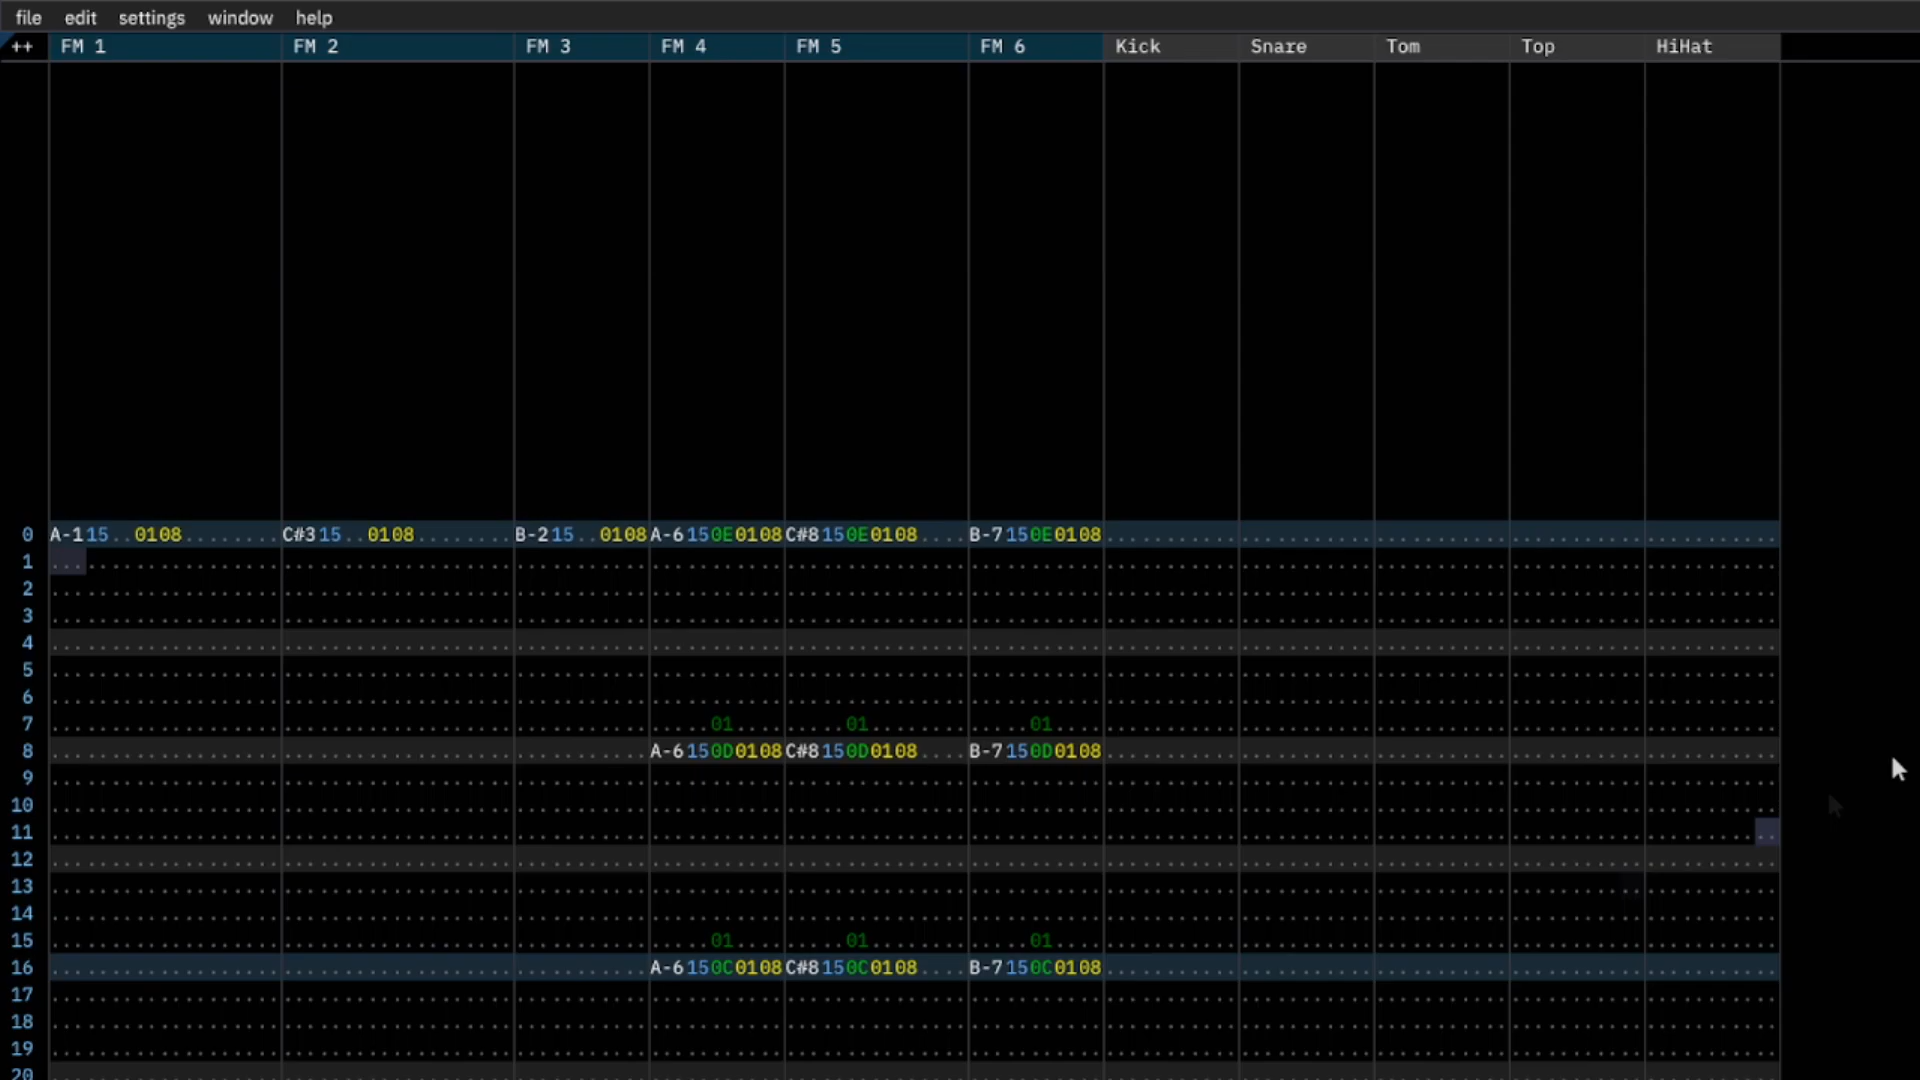 file edit settings window help
++ FM 1 FM 2 FM 3 FM 4 FM 5 FM 6 Kick Snare Tom Top HiHat
0 A-115..0108........ C#315..0108........ B-215..0108 A-6150E0108 C#8150E0108.... B-7150E0108
1
2
3
4
5
6
7 01 01 01
8 A-6150D0108 C#8150D0108.... B-7150D0108
9
10
11
12
13
14
15 01 01 01
16 A-6150C0108 C#8150C0108.... B-7150C0108
17
18
19
20